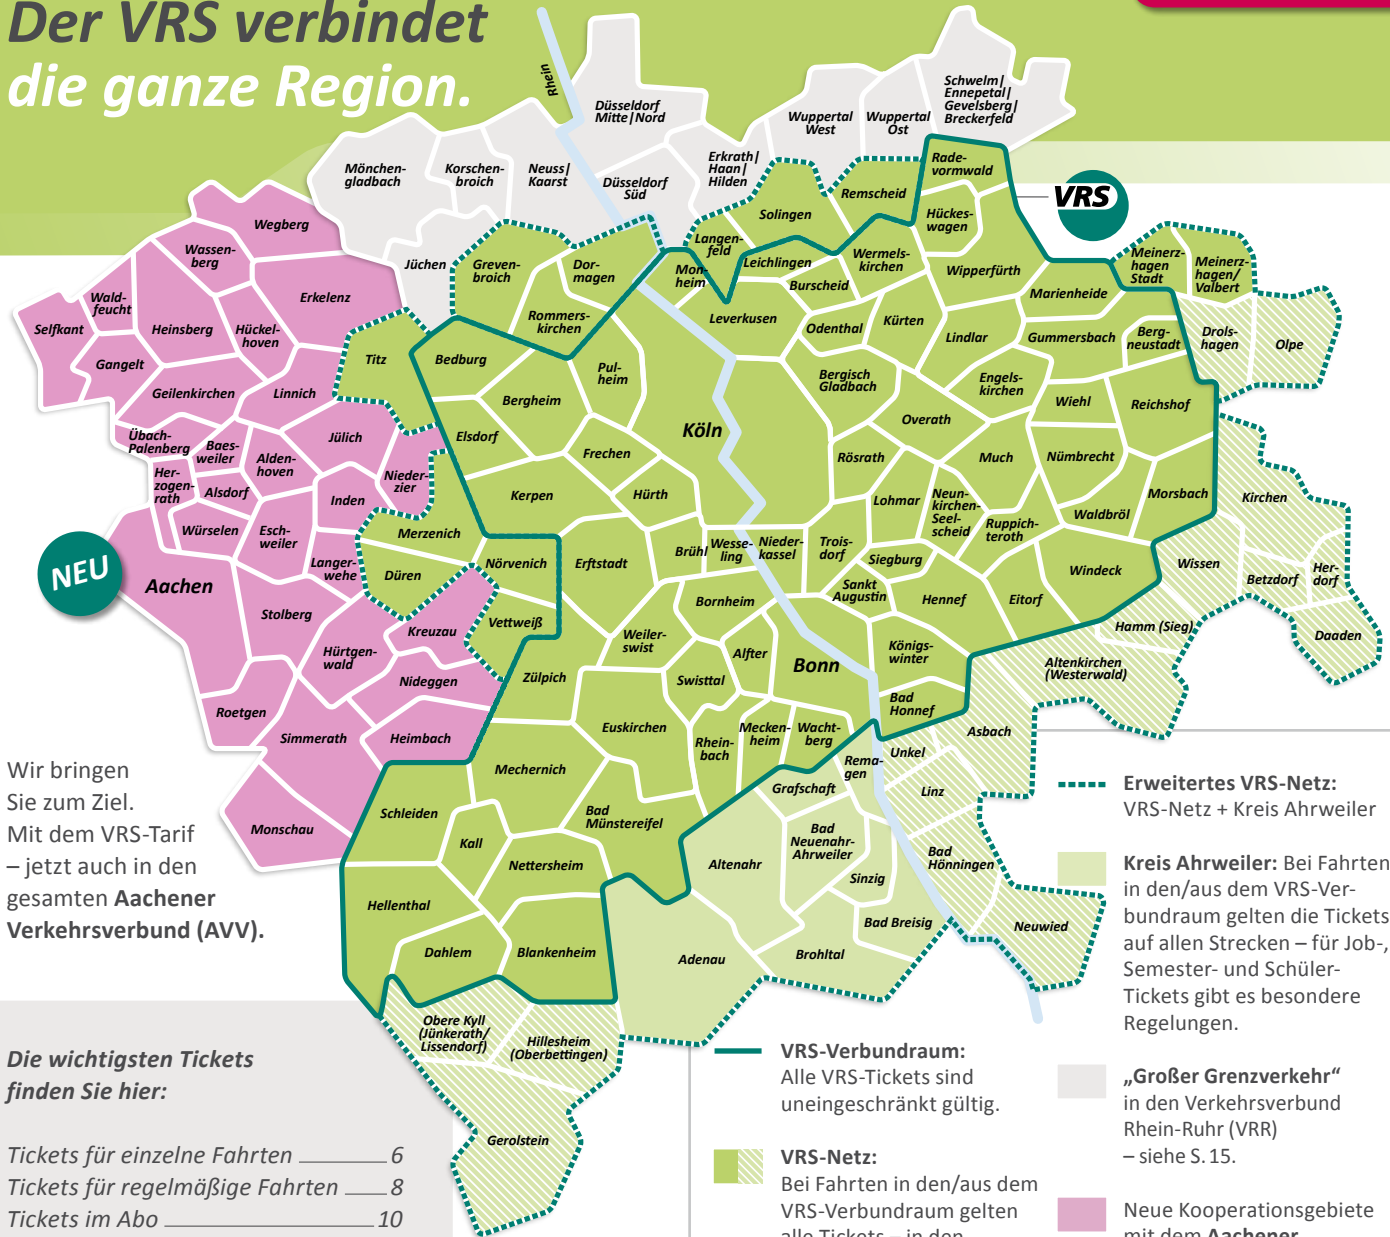 Der VRS verbindet
die ganze Region.
Rhein
Düsseldorf
Mitte|Nord
Wuppertal
West
Wuppertal
Ost
Schwelm|
Ennepetal|
Gevelsberg|
Breckerfeld
Mönchen-
gladbach
Korschen-
broich
Neuss|
Kaarst
Düsseldorf
Süd
Erkrath|
Haan|
Hilden
Rade-
vormwald
Remscheid
Solingen
Hückes-
wagen
VRS
Wegberg
Wassen-
berg
Jüchen
Greven-
broich
Dor-
magen
Langen-
feld
Mon-
heim
Leichlingen
Wermels-
kirchen
Burscheid
Wipperfürth
Meinerz-
hagen
Stadt
Meinerz-
hagen/
Valbert
Marienheide
Selfkant
Wald-
feucht
Heinsberg
Hückel-
hoven
Erkelenz
Rommers-
kirchen
Leverkusen
Odenthal
Kürten
Lindlar
Gummersbach
Berg-
neustadt
Drols-
hagen
Olpe
Gangelt
Geilenkirchen
Linnich
Titz
Bedburg
Bergheim
Pul-
heim
Bergisch
Gladbach
Engels-
kirchen
Wiehl
Reichshof
Übach-
Palenberg
Baes-
weiler
Alden-
hoven
Jülich
Elsdorf
Köln
Overath
Her-
zogen-
rath
Alsdorf
Inden
Nieder-
zier
Frechen
Rösrath
Much
Nümbrecht
Kerpen
Hürth
Lohmar
Neun-
kirchen-
Seel-
scheid
Morsbach
Kirchen
Würselen
Esch-
weiler
Merzenich
Ruppich-
teroth
Waldbröl
NEU
Aachen
Langer-
wehe
Düren
Nörvenich
Erftstadt
Brühl
Wesse-
ling
Nieder-
kassel
Trois-
dorf
Siegburg
Sankt
Augustin
Hennef
Eitorf
Windeck
Wissen
Betzdorf
Her-
dorf
Stolberg
Kreuzau
Vettweiß
Bornheim
Hamm (Sieg)
Daaden
Hürtgen-
wald
Weiler-
swist
Alfter
Bonn
Königs-
winter
Altenkirchen
(Westerwald)
Nideggen
Zülpich
Swisttal
Bad
Honnef
Roetgen
Simmerath
Heimbach
Euskirchen
Rhein-
bach
Mecken-
heim
Wacht-
berg
Asbach
Unkel
Rema-
gen
Mechernich
Grafschaft
Linz
Monschau
Schleiden
Kall
Bad
Münstereifel
Bad
Neuenahr-
Ahrweiler
Altenahr
Sinzig
Bad
Hönningen
Nettersheim
Hellenthal
Bad Breisig
Neuwied
Dahlem
Blankenheim
Adenau
Brohltal
Obere Kyll
(Jünkerath/
Lissendorf)
Hillesheim
(Oberbettingen)
Gerolstein
Wir bringen
Sie zum Ziel.
Mit dem VRS-Tarif
– jetzt auch in den
gesamten Aachener
Verkehrsverbund (AVV).
Die wichtigsten Tickets
finden Sie hier:
Tickets für einzelne Fahrten 6
Tickets für regelmäßige Fahrten 8
Tickets im Abo 10
VRS-Verbundraum:
Alle VRS-Tickets sind
uneingeschränkt gültig.
VRS-Netz:
Bei Fahrten in den/aus dem
VRS-Verbundraum gelten
alle Tickets – in den
Erweitertes VRS-Netz:
VRS-Netz + Kreis Ahrweiler
Kreis Ahrweiler: Bei Fahrten
in den/aus dem VRS-Ver-
bundraum gelten die Tickets
auf allen Strecken – für Job-,
Semester- und Schüler-
Tickets gibt es besondere
Regelungen.
„Großer Grenzverkehr“
in den Verkehrsverbund
Rhein-Ruhr (VRR)
– siehe S. 15.
Neue Kooperationsgebiete
mit dem Aachener